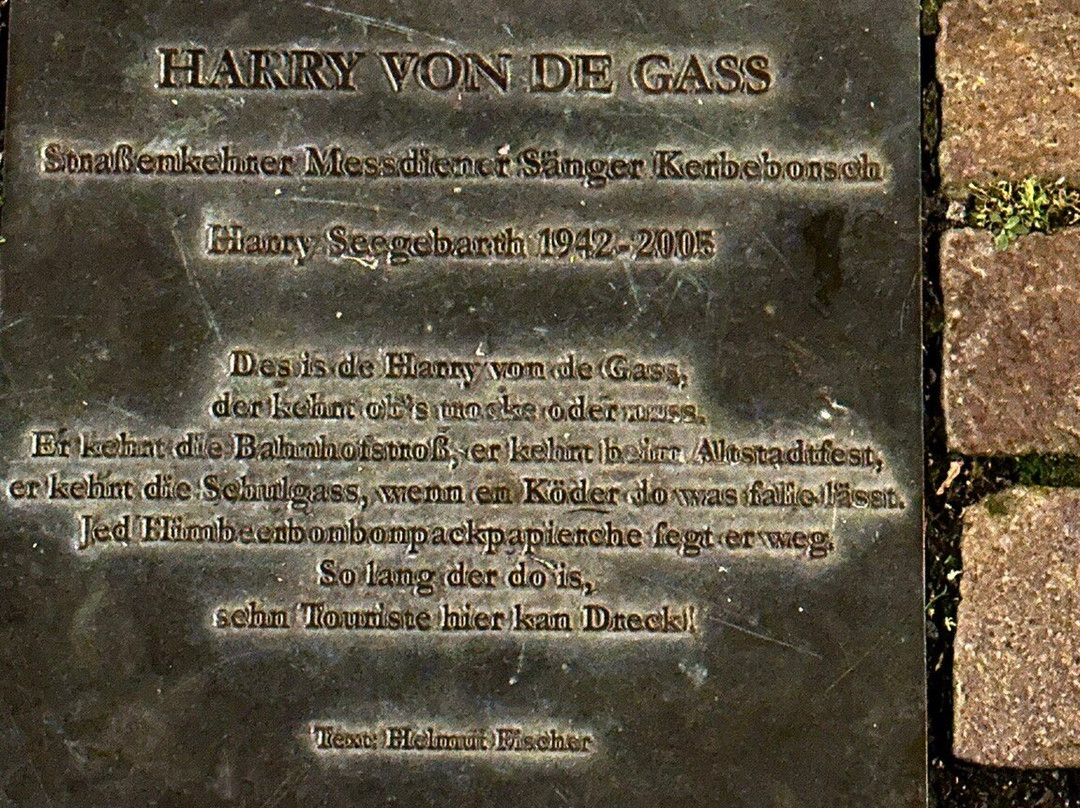 HARRY VON DE GASS
Straßenkehrer Messdiener Sänger Kerbeborsch
Harry Seegebarth 1942-2005
Des is de Harry von de Gass,
der kehrt ob's trocke oder nass.
Er kehrt die Bahnhofstroß, er kehrt beim Altstadtfest,
er kehrt die Schulgass, wenn en Köder do was falle lässt.
Jed Himbeerbonbonpackpapierche fegt er weg.
So lang der do is,
sehn Touriste hier kan Dreck!
Text: Helmut Fischer